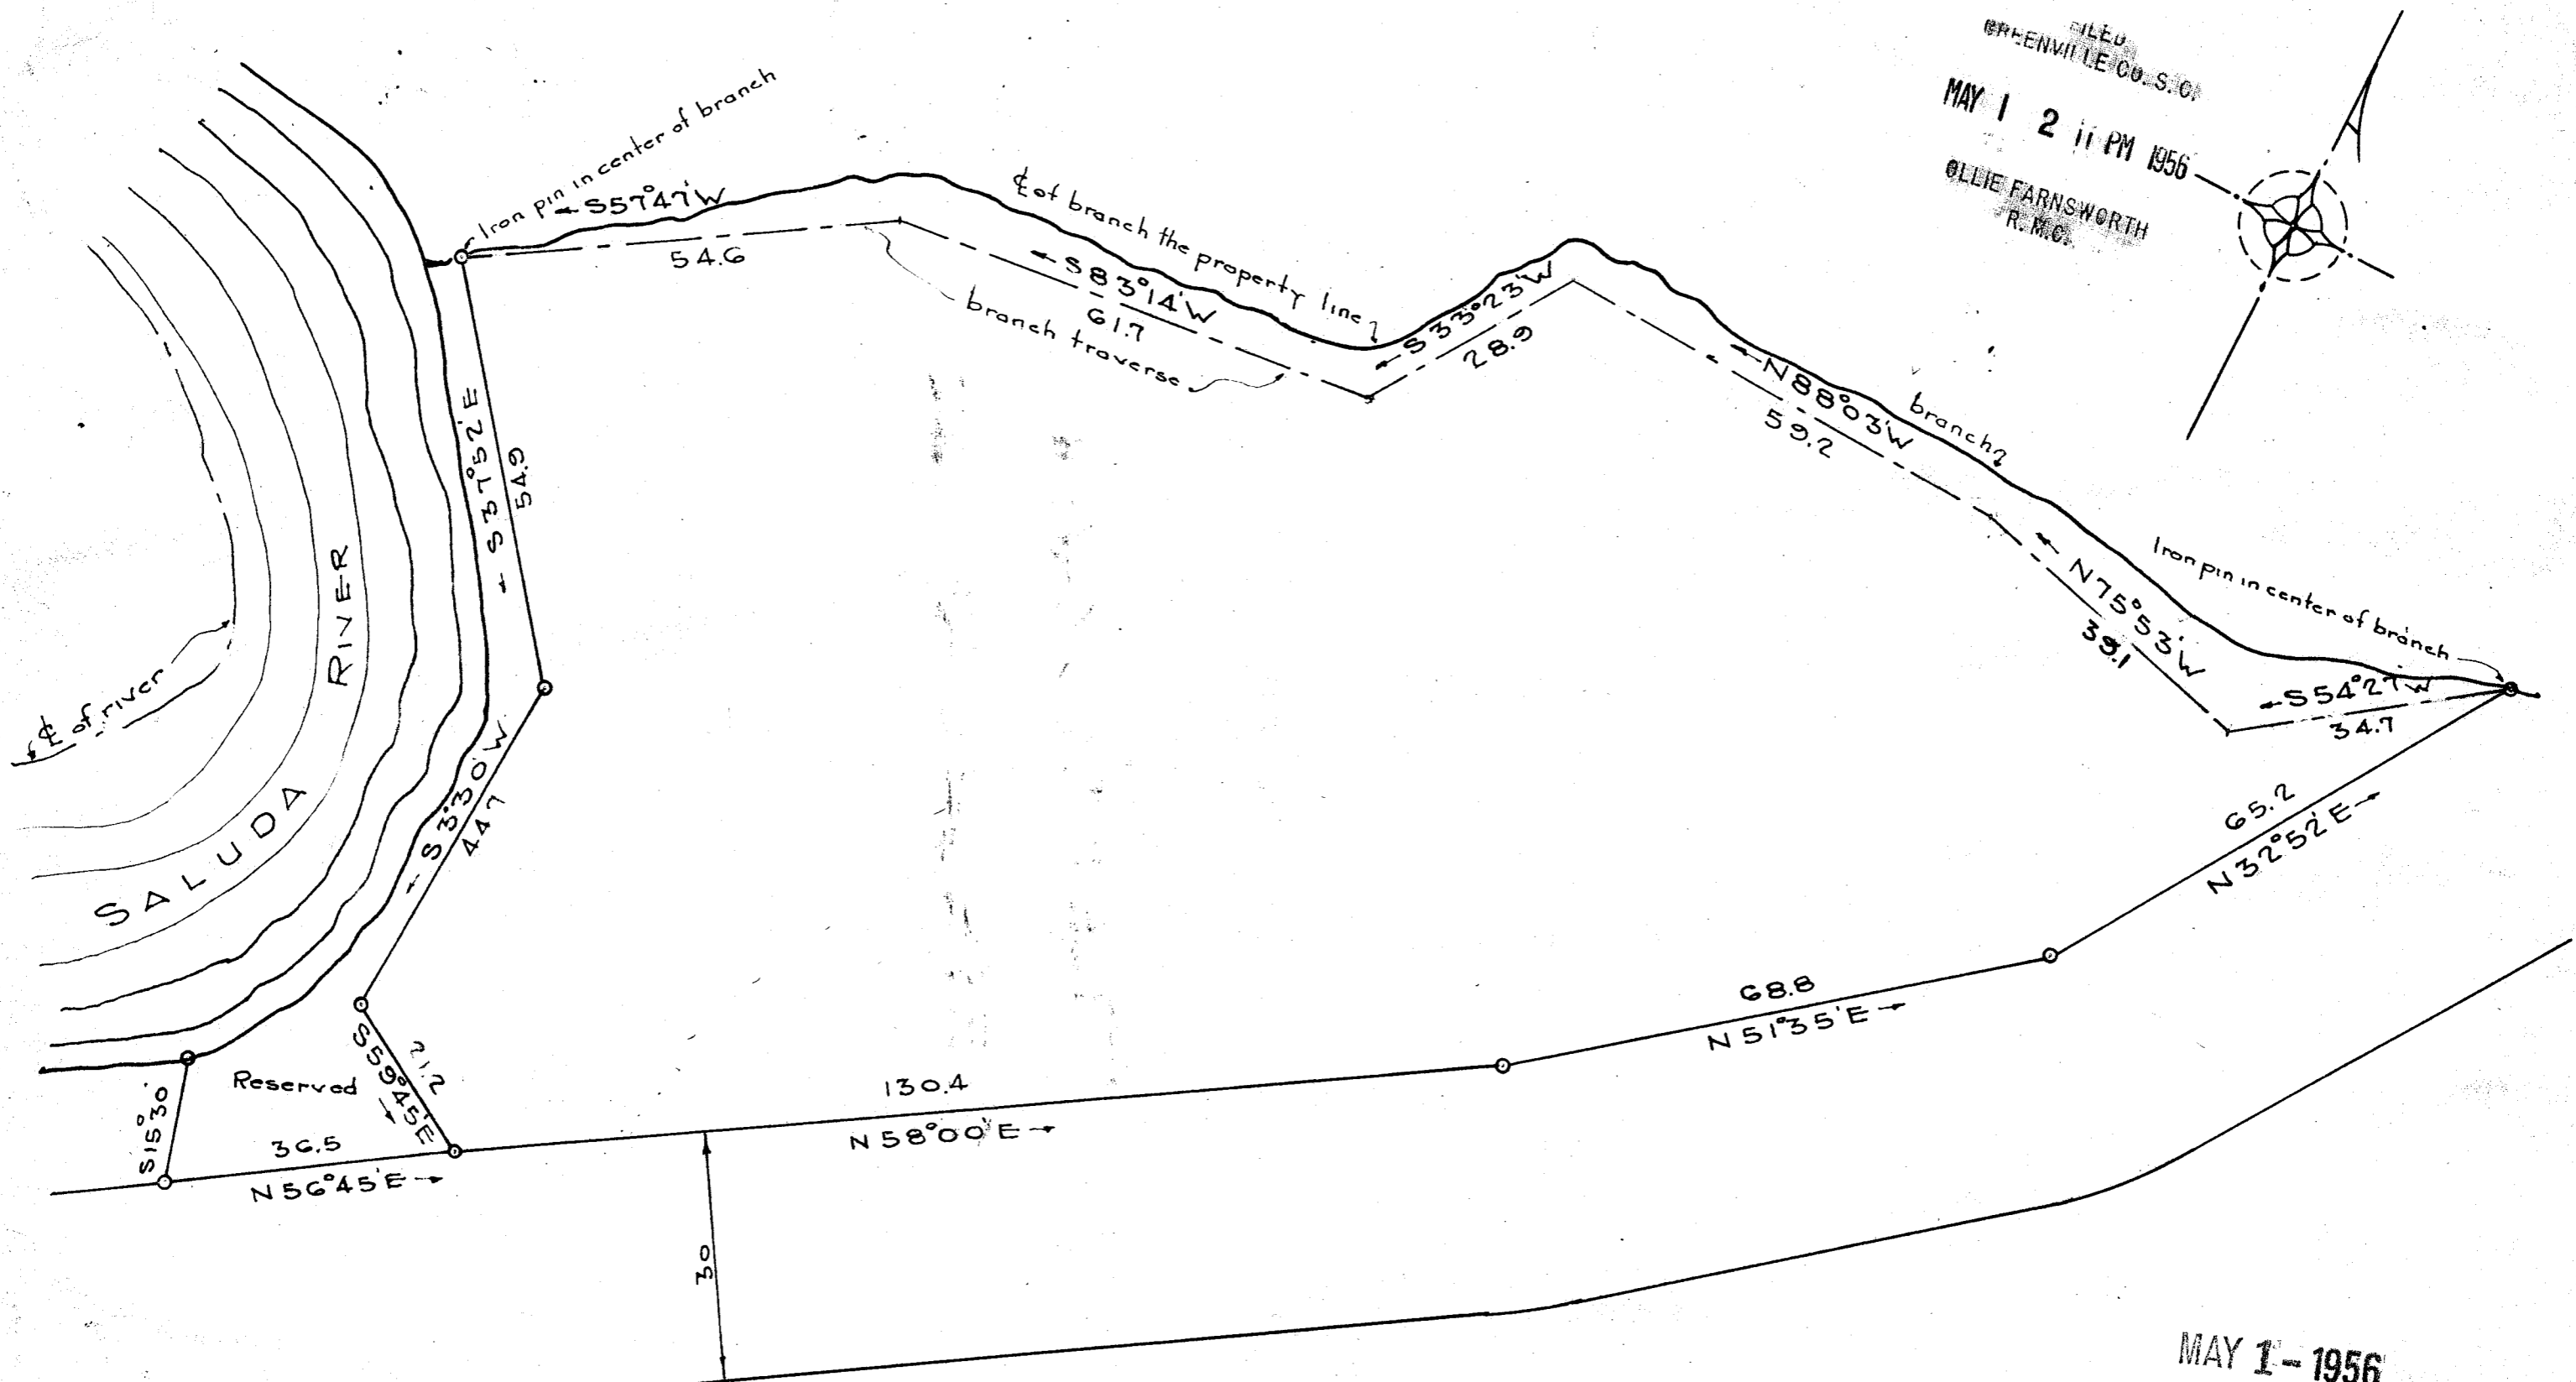 FILED
GREENVILLE CO. S. C.
MAY 1 2 11 PM 1956
OLLIE FARNSWORTH
R. M. C.
Iron pin in center of branch
S57°47'W
54.6
℄ of branch the property line
S83°14'W
61.7
branch traverse
S33°23'W
28.9
N88°03'W
59.2
branch
N75°53'W
39.1
Iron pin in center of branch
S54°27'W
34.7
S37°52'E
54.9
RIVER
SALUDA
℄ of river
S3°30'W
44.7
S59°45'E
21.2
Reserved
S15°30'
36.5
N56°45'E
130.4
N58°00'E
68.8
N51°35'E
65.2
N32°52'E
30
MAY 1 - 1956